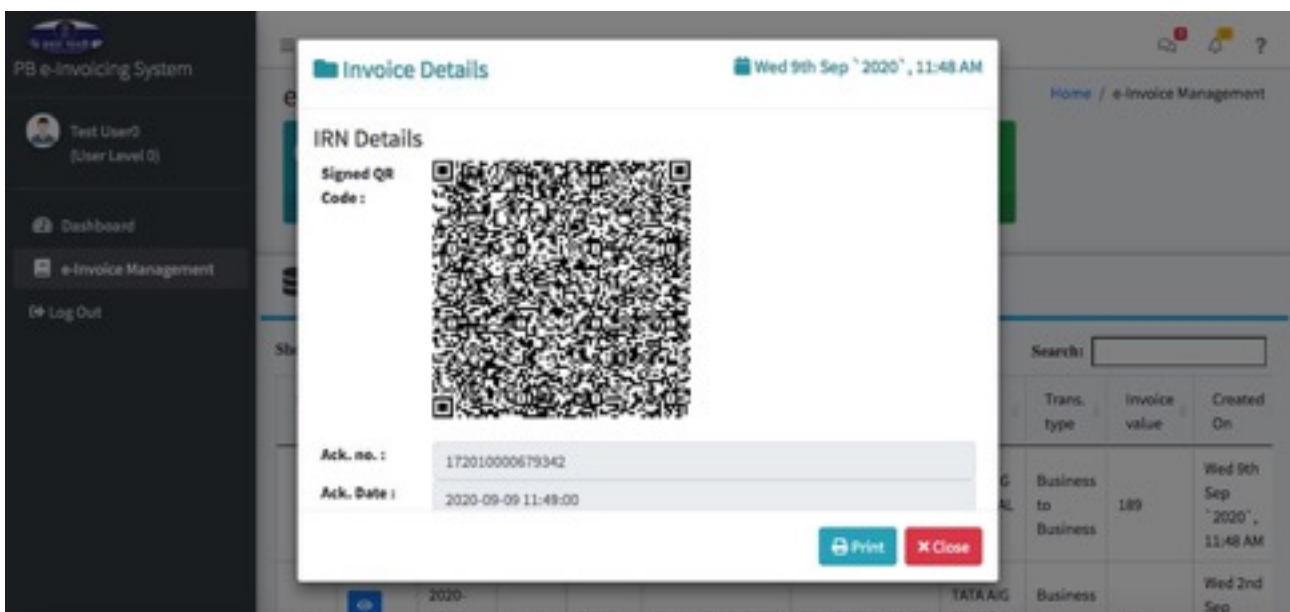 PB e-Invoicing System
Test User0
(User Level 0)
Dashboard
e-Invoice Management
Log Out
Invoice Details
Wed 9th Sep `2020`, 11:48 AM
IRN Details
Signed QR
Code :
Ack. no. :
172010000679342
Ack. Date :
2020-09-09 11:49:00
Print
Close
?
Home / e-Invoice Management
Search:
Trans.
type
Invoice
value
Created
On
Business
to
Business
189
Wed 9th
Sep
`2020`,
11:48 AM
2020-
TATA AIG
Business
Wed 2nd
Sep